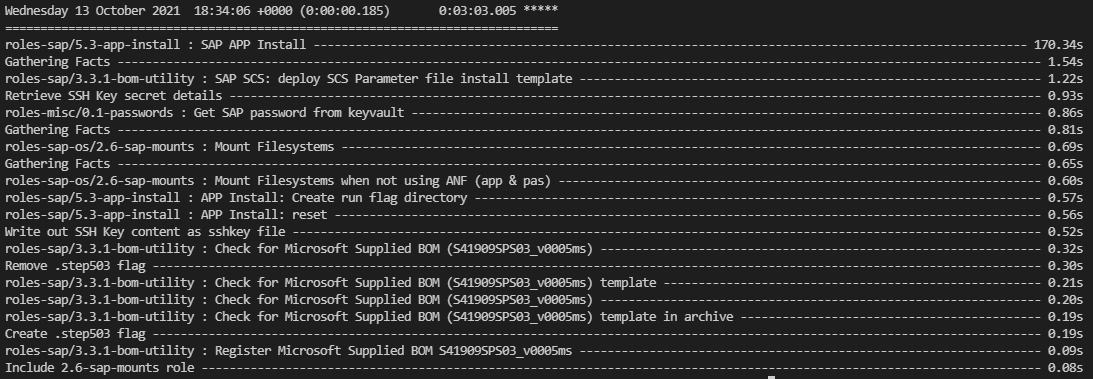 Wednesday 13 October 2021  18:34:06 +0000 (0:00:00.185)       0:03:03.005 *****
===============================================================================
roles-sap/5.3-app-install : SAP APP Install ------------------------------------------------------------------------------------------------------ 170.34s
Gathering Facts ------------------------------------------------------------------------------------------------------------------------------------ 1.54s
roles-sap/3.3.1-bom-utility : SAP SCS: deploy SCS Parameter file install template ------------------------------------------------------------------ 1.22s
Retrieve SSH Key secret details -------------------------------------------------------------------------------------------------------------------- 0.93s
roles-misc/0.1-passwords : Get SAP password from keyvault ------------------------------------------------------------------------------------------ 0.86s
Gathering Facts ------------------------------------------------------------------------------------------------------------------------------------ 0.81s
roles-sap-os/2.6-sap-mounts : Mount Filesystems ---------------------------------------------------------------------------------------------------- 0.69s
Gathering Facts ------------------------------------------------------------------------------------------------------------------------------------ 0.65s
roles-sap-os/2.6-sap-mounts : Mount Filesystems when not using ANF (app & pas) --------------------------------------------------------------------- 0.60s
roles-sap/5.3-app-install : APP Install: Create run flag directory --------------------------------------------------------------------------------- 0.57s
roles-sap/5.3-app-install : APP Install: reset ----------------------------------------------------------------------------------------------------- 0.56s
Write out SSH Key content as sshkey file ----------------------------------------------------------------------------------------------------------- 0.52s
roles-sap/3.3.1-bom-utility : Check for Microsoft Supplied BOM (S41909SPS03_v0005ms) --------------------------------------------------------------- 0.32s
Remove .step503 flag ------------------------------------------------------------------------------------------------------------------------------- 0.30s
roles-sap/3.3.1-bom-utility : Check for Microsoft Supplied BOM (S41909SPS03_v0005ms) template ------------------------------------------------------ 0.21s
roles-sap/3.3.1-bom-utility : Check for Microsoft Supplied BOM (S41909SPS03_v0005ms) --------------------------------------------------------------- 0.20s
roles-sap/3.3.1-bom-utility : Check for Microsoft Supplied BOM (S41909SPS03_v0005ms) template in archive ------------------------------------------- 0.19s
Create .step503 flag ------------------------------------------------------------------------------------------------------------------------------- 0.19s
roles-sap/3.3.1-bom-utility : Register Microsoft Supplied BOM S41909SPS03_v0005ms ------------------------------------------------------------------ 0.09s
Include 2.6-sap-mounts role ------------------------------------------------------------------------------------------------------------------------ 0.08s